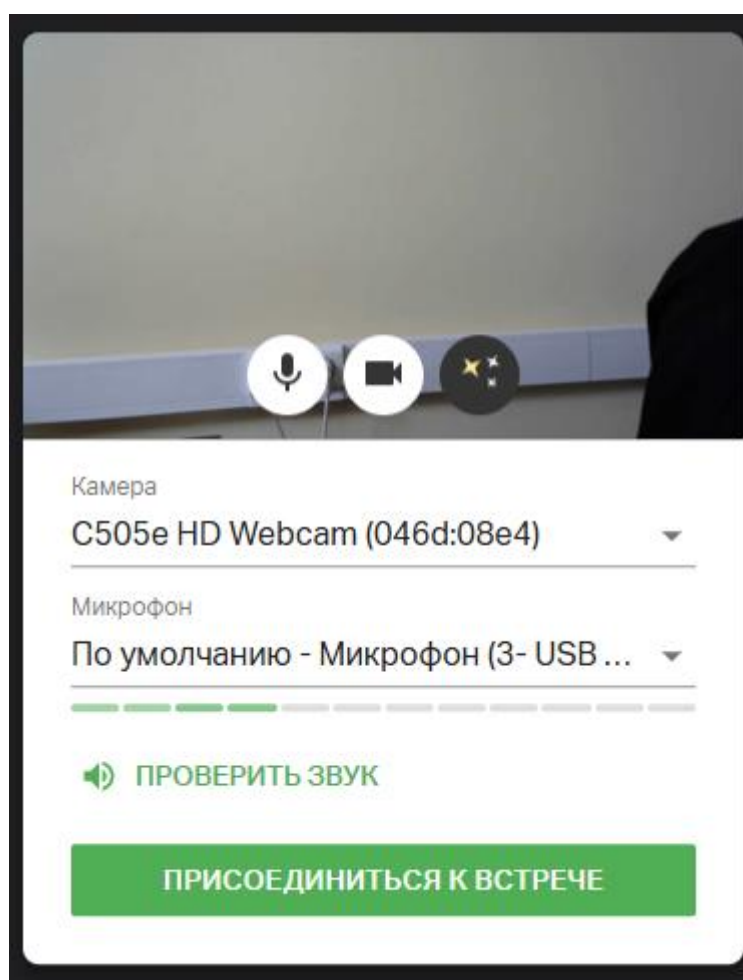 Камера
C505e HD Webcam (046d:08e4)
Микрофон
По умолчанию - Микрофон (3- USB ...
ПРОВЕРИТЬ ЗВУК
ПРИСОЕДИНИТЬСЯ К ВСТРЕЧЕ